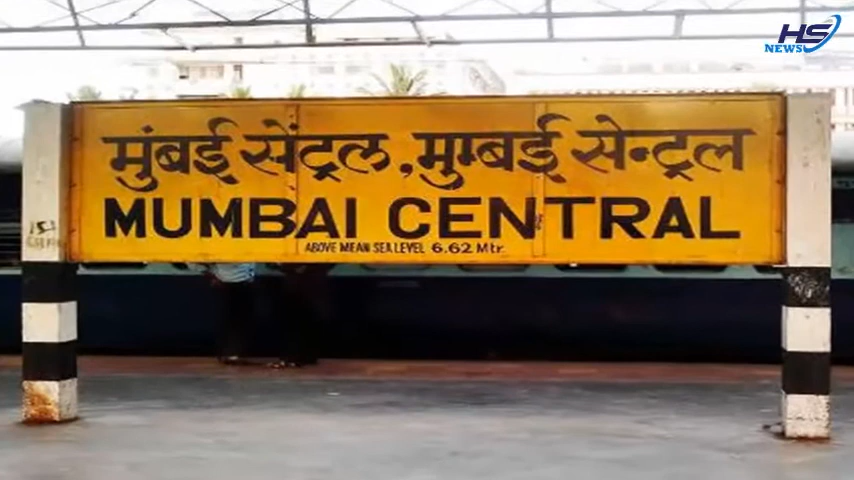 HS
NEWS
मुंबई सेंट्रल, मुम्बई सेन्ट्रल
MUMBAI CENTRAL
ABOVE MEAN SEA LEVEL 6.62 Mtr.